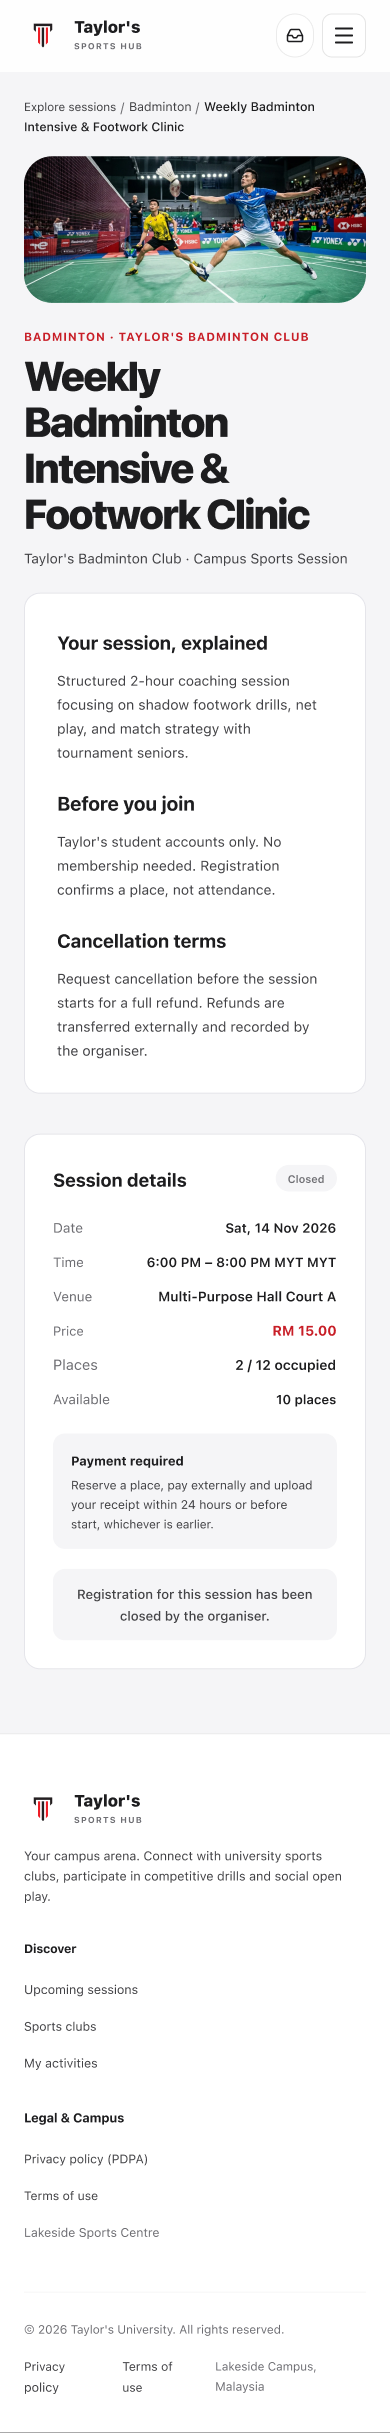 Taylor's
SPORTS HUB
Explore sessions / Badminton / Weekly Badminton
Intensive & Footwork Clinic
YONEX
YONEX
HSBC
YONEX
YONEX
BADMINTON · TAYLOR'S BADMINTON CLUB
Weekly
Badminton
Intensive &
Footwork Clinic
Taylor's Badminton Club · Campus Sports Session
Your session, explained
Structured 2-hour coaching session
focusing on shadow footwork drills, net
play, and match strategy with
tournament seniors.
Before you join
Taylor's student accounts only. No
membership needed. Registration
confirms a place, not attendance.
Cancellation terms
Request cancellation before the session
starts for a full refund. Refunds are
transferred externally and recorded by
the organiser.
Session details
Closed
Date Sat, 14 Nov 2026
Time 6:00 PM – 8:00 PM MYT MYT
Venue Multi-Purpose Hall Court A
Price RM 15.00
Places 2 / 12 occupied
Available 10 places
Payment required
Reserve a place, pay externally and upload
your receipt within 24 hours or before
start, whichever is earlier.
Registration for this session has been
closed by the organiser.
Taylor's
SPORTS HUB
Your campus arena. Connect with university sports
clubs, participate in competitive drills and social open
play.
Discover
Upcoming sessions
Sports clubs
My activities
Legal & Campus
Privacy policy (PDPA)
Terms of use
Lakeside Sports Centre
© 2026 Taylor's University. All rights reserved.
Privacy policy
Terms of use
Lakeside Campus, Malaysia